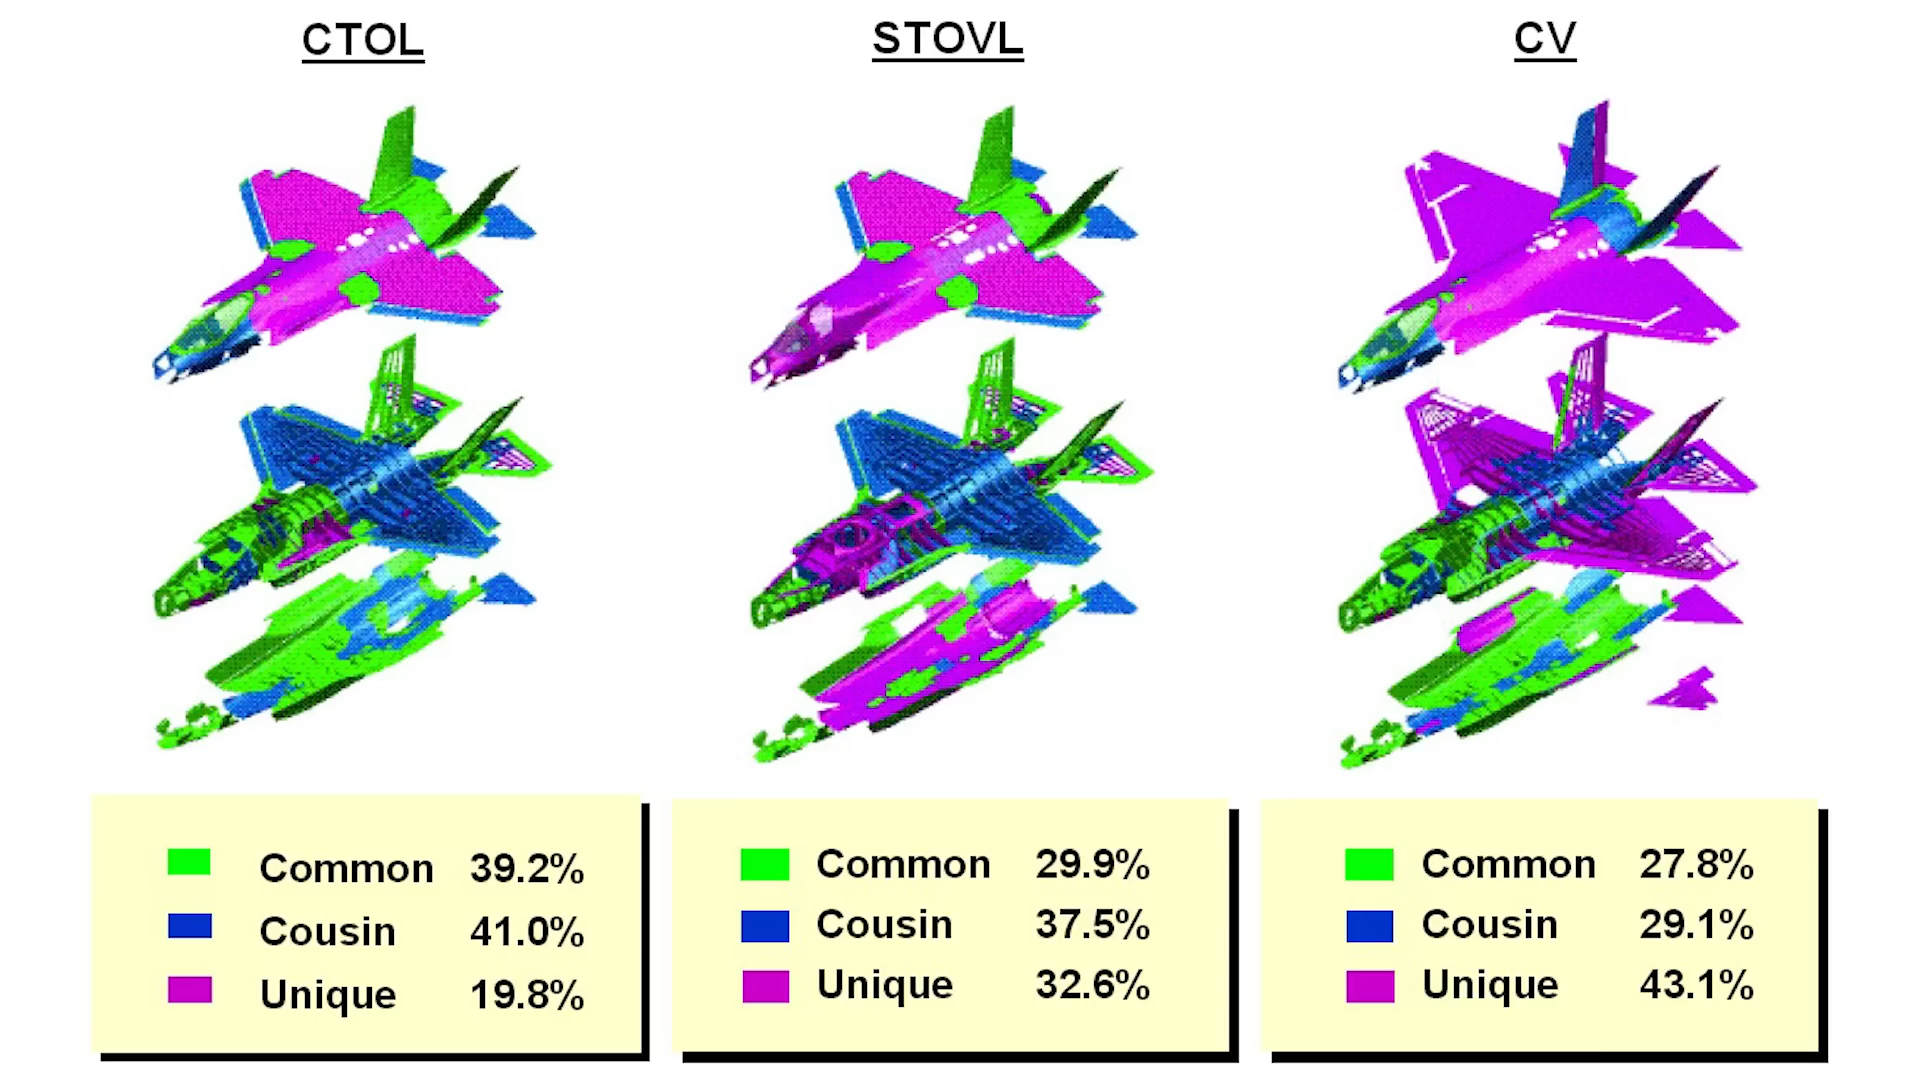 CTOL
STOVL
CV
Common 39.2%
Cousin 41.0%
Unique 19.8%
Common 29.9%
Cousin 37.5%
Unique 32.6%
Common 27.8%
Cousin 29.1%
Unique 43.1%